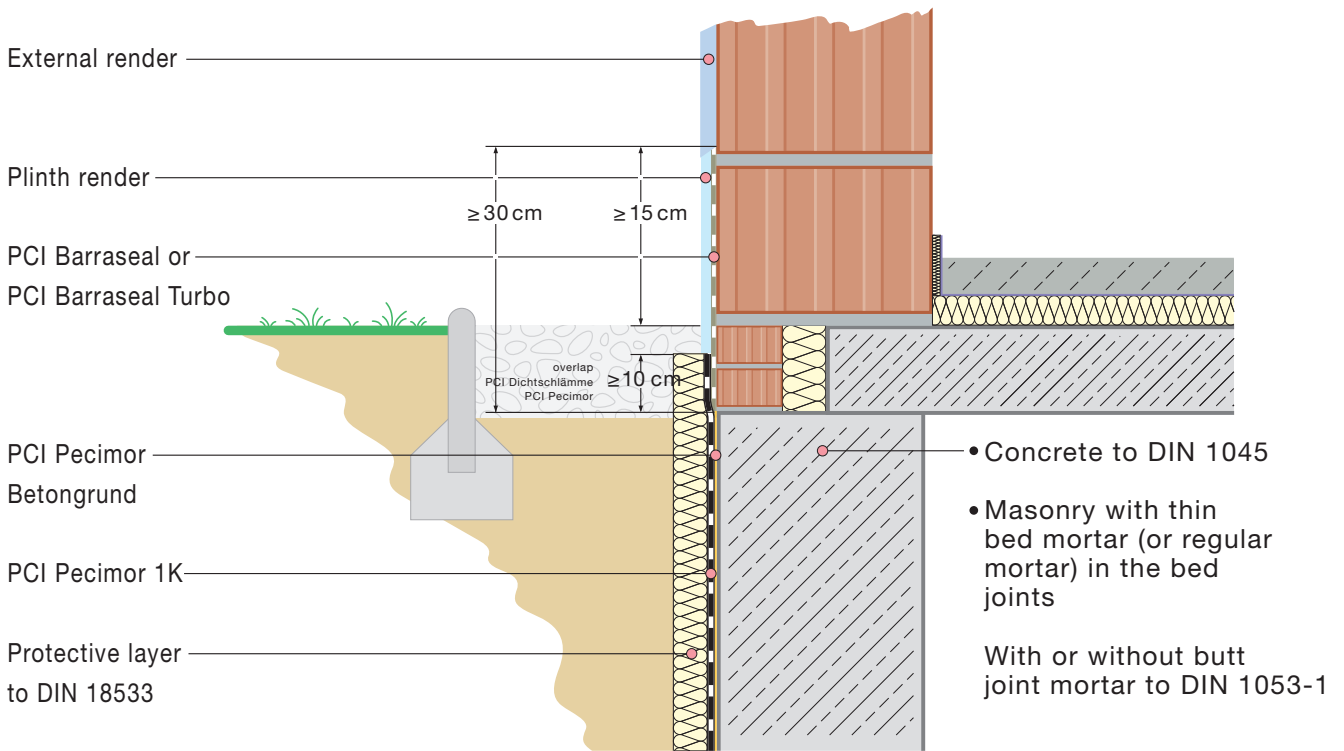 External render
Plinth render
≥30 cm
≥15 cm
PCI Barraseal or
PCI Barraseal Turbo
overlap
PCI Dichtschlämme
PCI Pecimor
≥10 cm
PCI Pecimor
Betongrund
PCI Pecimor 1K
Protective layer
to DIN 18533
• Concrete to DIN 1045
• Masonry with thin
bed mortar (or regular
mortar) in the bed
joints
With or without butt
joint mortar to DIN 1053-1